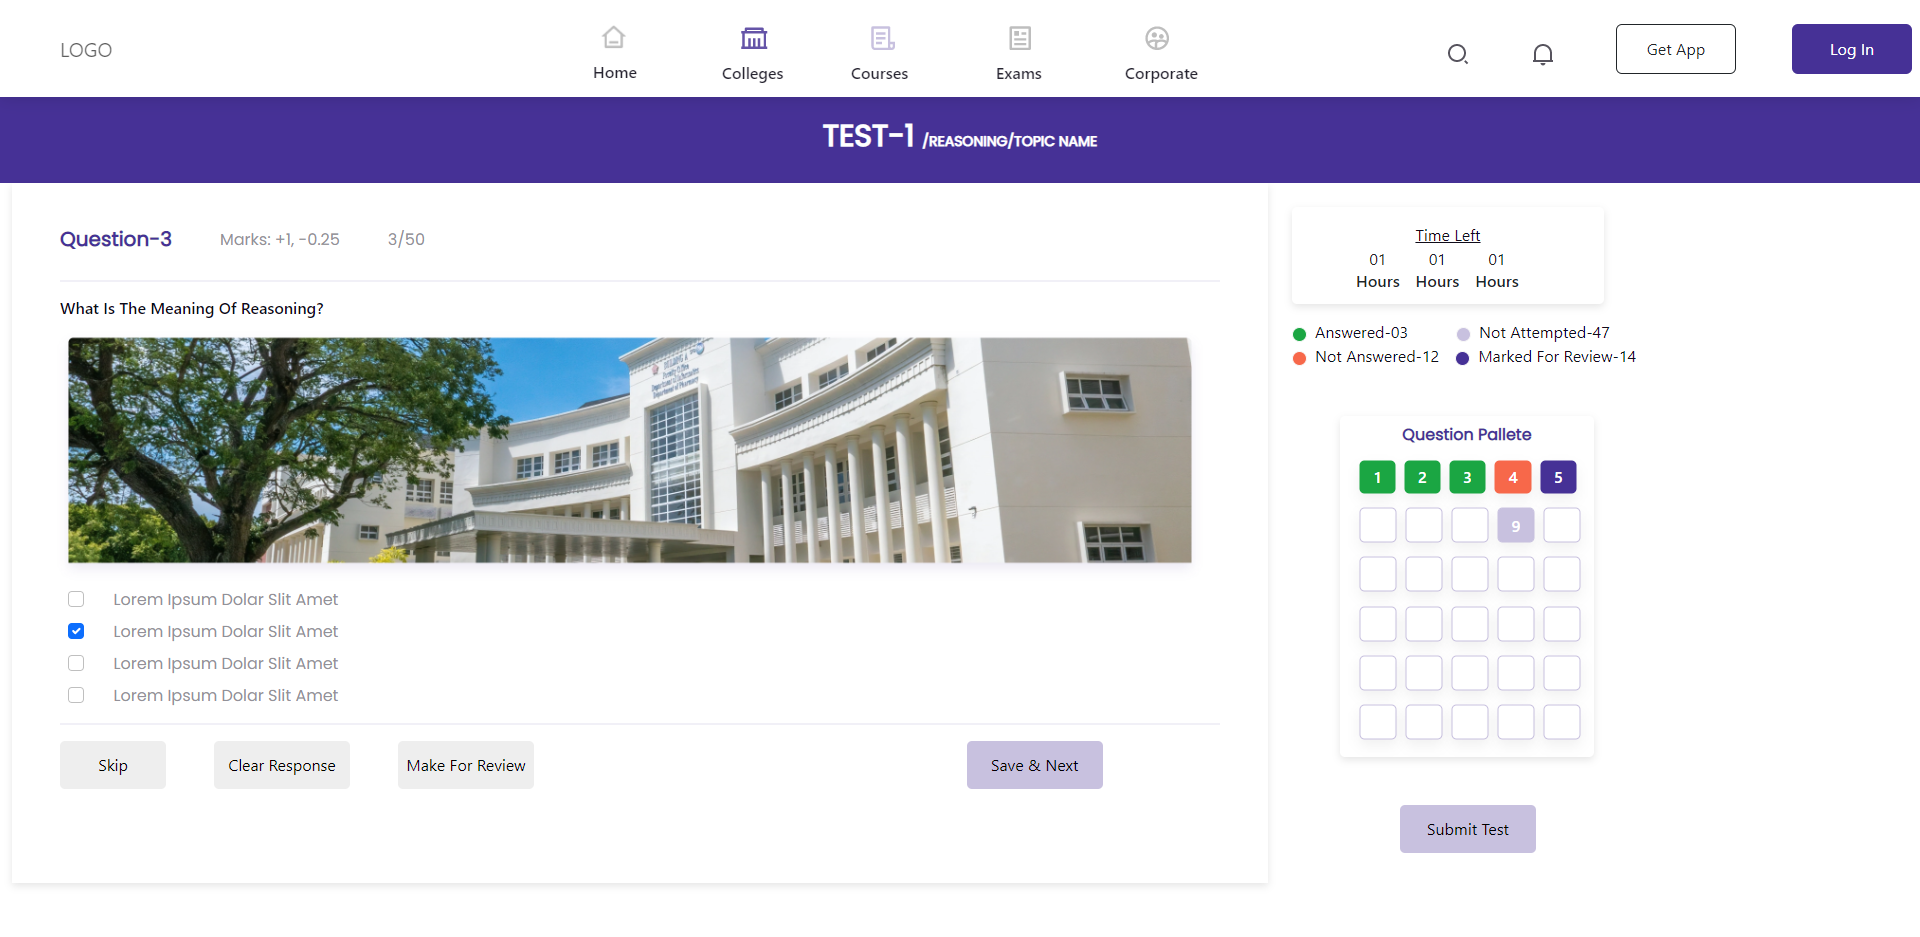 LOGO
Home
Colleges
Courses
Exams
Corporate
Get App
Log In
TEST-1 /REASONING/TOPIC NAME
Question-3 Marks: +1, -0.25 3/50
What Is The Meaning Of Reasoning?
Lorem Ipsum Dolar Slit Amet
Lorem Ipsum Dolar Slit Amet
Lorem Ipsum Dolar Slit Amet
Lorem Ipsum Dolar Slit Amet
Skip
Clear Response
Make For Review
Save & Next
Time Left
01 01 01
Hours Hours Hours
Answered-03 Not Attempted-47
Not Answered-12 Marked For Review-14
Question Pallete
1 2 3 4 5
9
Submit Test